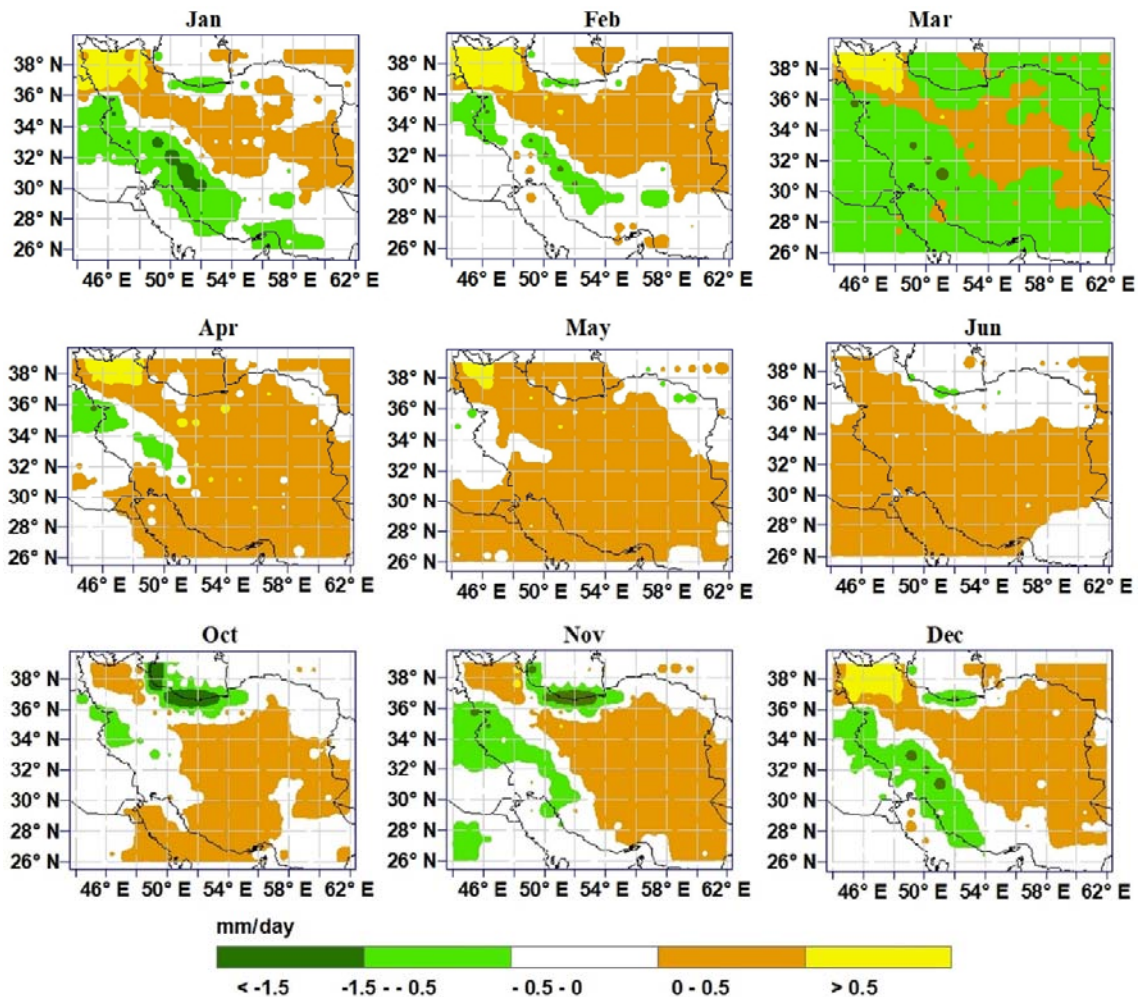 Jan Feb Mar
38° N 38° N 38° N
36° N 36° N 36° N
34° N 34° N 34° N
32° N 32° N 32° N
30° N 30° N 30° N
28° N 28° N 28° N
26° N 26° N 26° N
46° E 50° E 54° E 58° E 62° E 46° E 50° E 54° E 58° E 62° E 46° E 50° E 54° E 58° E 62° E
Apr May Jun
38° N 38° N 38° N
36° N 36° N 36° N
34° N 34° N 34° N
32° N 32° N 32° N
30° N 30° N 30° N
28° N 28° N 28° N
26° N 26° N 26° N
46° E 50° E 54° E 58° E 62° E 46° E 50° E 54° E 58° E 62° E 46° E 50° E 54° E 58° E 62° E
Oct Nov Dec
38° N 38° N 38° N
36° N 36° N 36° N
34° N 34° N 34° N
32° N 32° N 32° N
30° N 30° N 30° N
28° N 28° N 28° N
26° N 26° N 26° N
46° E 50° E 54° E 58° E 62° E 46° E 50° E 54° E 58° E 62° E 46° E 50° E 54° E 58° E 62° E
mm/day
< -1.5 -1.5 - - 0.5 - 0.5 - 0 0 - 0.5 > 0.5